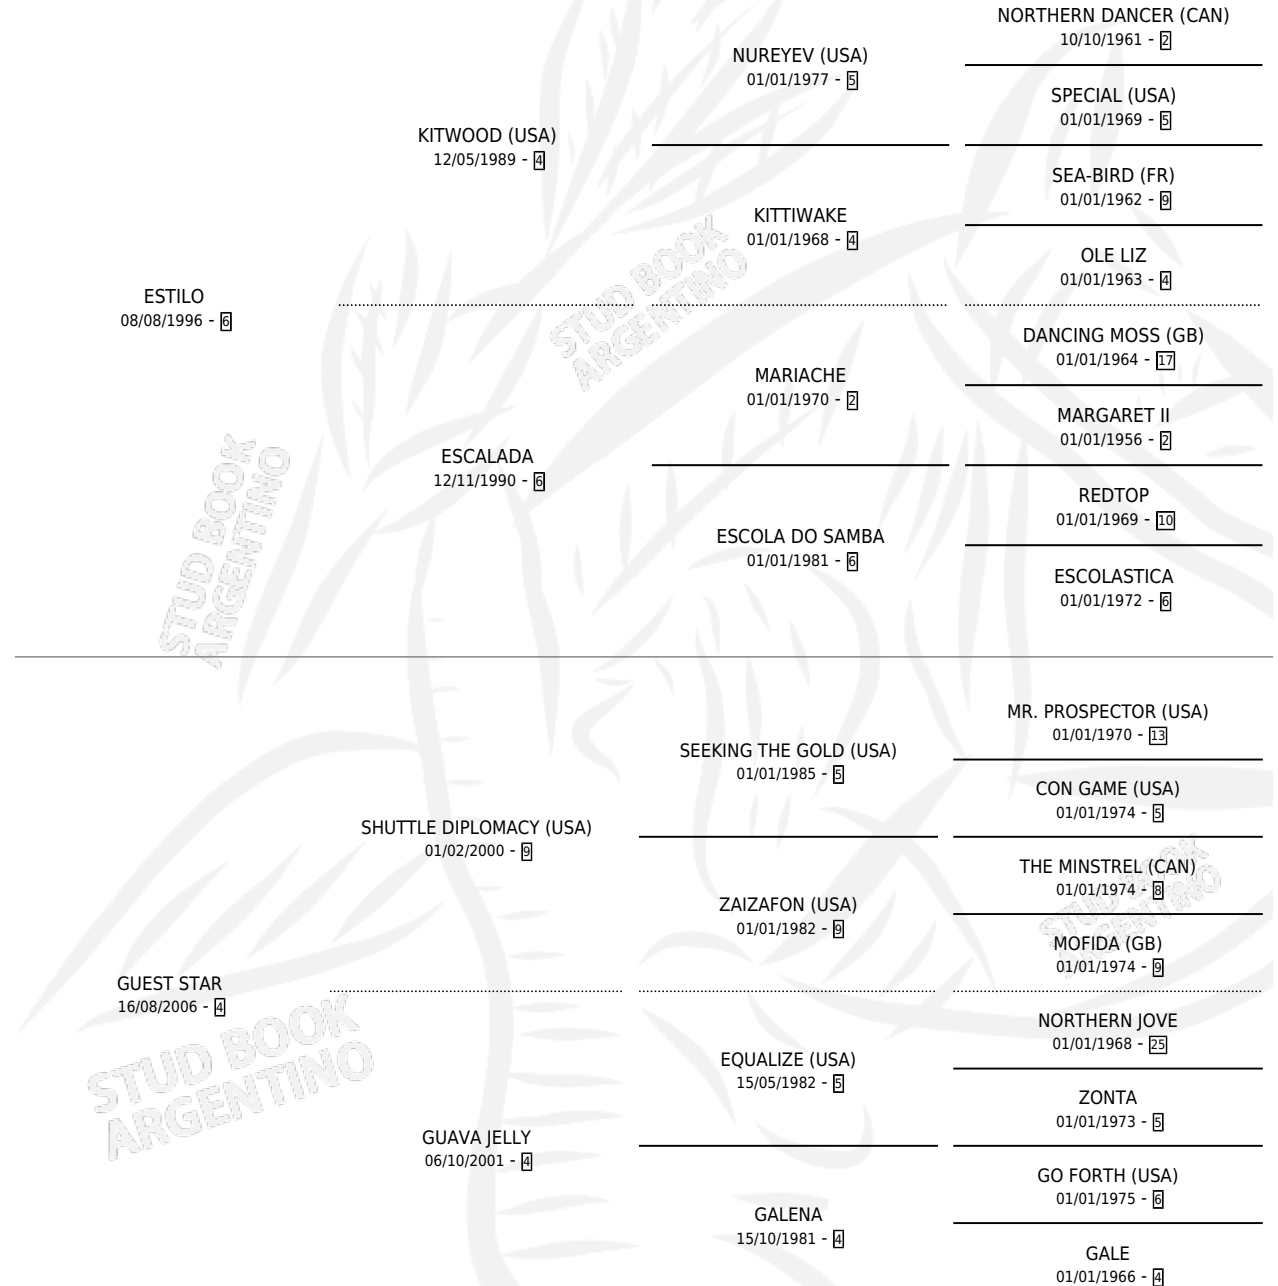 NORTHERN DANCER (CAN)
10/10/1961 - 2
NUREYEV (USA)
01/01/1977 - 5
SPECIAL (USA)
01/01/1969 - 5
KITWOOD (USA)
12/05/1989 - 4
SEA-BIRD (FR)
01/01/1962 - 9
KITTIWAKE
01/01/1968 - 4
OLE LIZ
01/01/1963 - 4
ESTILO
08/08/1996 - 6
DANCING MOSS (GB)
01/01/1964 - 17
MARIACHE
01/01/1970 - 2
MARGARET II
01/01/1956 - 2
ESCALADA
12/11/1990 - 6
REDTOP
01/01/1969 - 10
ESCOLA DO SAMBA
01/01/1981 - 6
ESCOLASTICA
01/01/1972 - 6
STUD BOOK
ARGENTINO
STUD BOOK
ARGENTINO
MR. PROSPECTOR (USA)
01/01/1970 - 13
SEEKING THE GOLD (USA)
01/01/1985 - 5
CON GAME (USA)
01/01/1974 - 5
SHUTTLE DIPLOMACY (USA)
01/02/2000 - 9
THE MINSTREL (CAN)
01/01/1974 - 8
ZAIZAFON (USA)
01/01/1982 - 9
MOFIDA (GB)
01/01/1974 - 9
STUD BOOK
ARGENTINO
GUEST STAR
16/08/2006 - 4
NORTHERN JOVE
01/01/1968 - 25
EQUALIZE (USA)
15/05/1982 - 5
ZONTA
01/01/1973 - 5
STUD BOOK
ARGENTINO
GUAVA JELLY
06/10/2001 - 4
GO FORTH (USA)
01/01/1975 - 6
GALENA
15/10/1981 - 4
GALE
01/01/1966 - 4